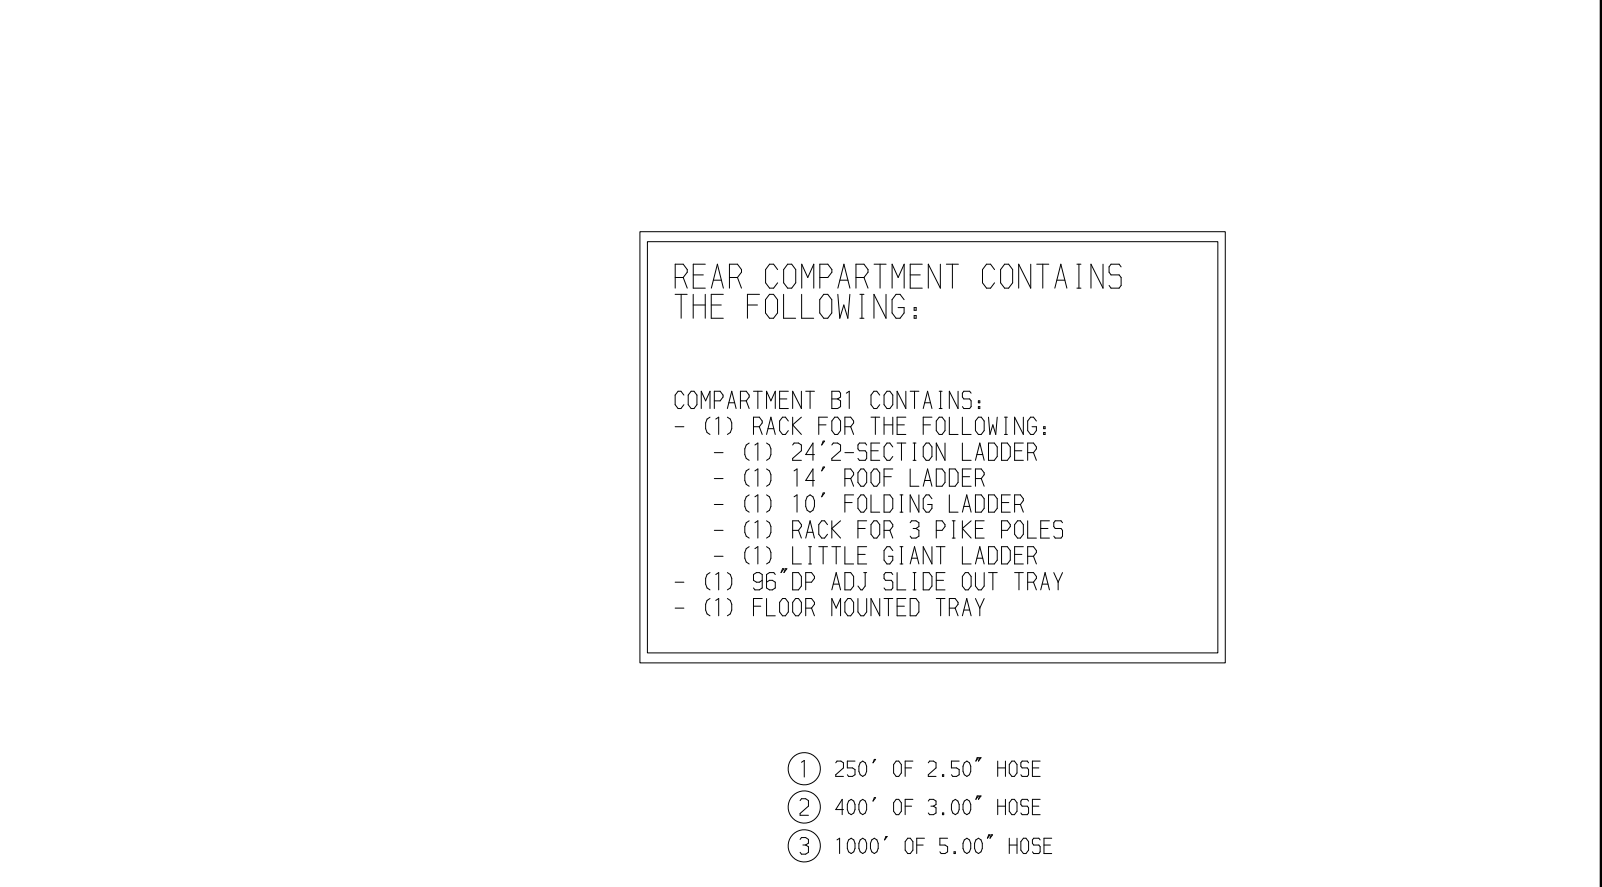 REAR COMPARTMENT CONTAINS
THE FOLLOWING:
COMPARTMENT B1 CONTAINS:
- (1) RACK FOR THE FOLLOWING:
- (1) 24'2-SECTION LADDER
- (1) 14' ROOF LADDER
- (1) 10' FOLDING LADDER
- (1) RACK FOR 3 PIKE POLES
- (1) LITTLE GIANT LADDER
- (1) 96"DP ADJ SLIDE OUT TRAY
- (1) FLOOR MOUNTED TRAY
1 250' OF 2.50" HOSE
2 400' OF 3.00" HOSE
3 1000' OF 5.00" HOSE